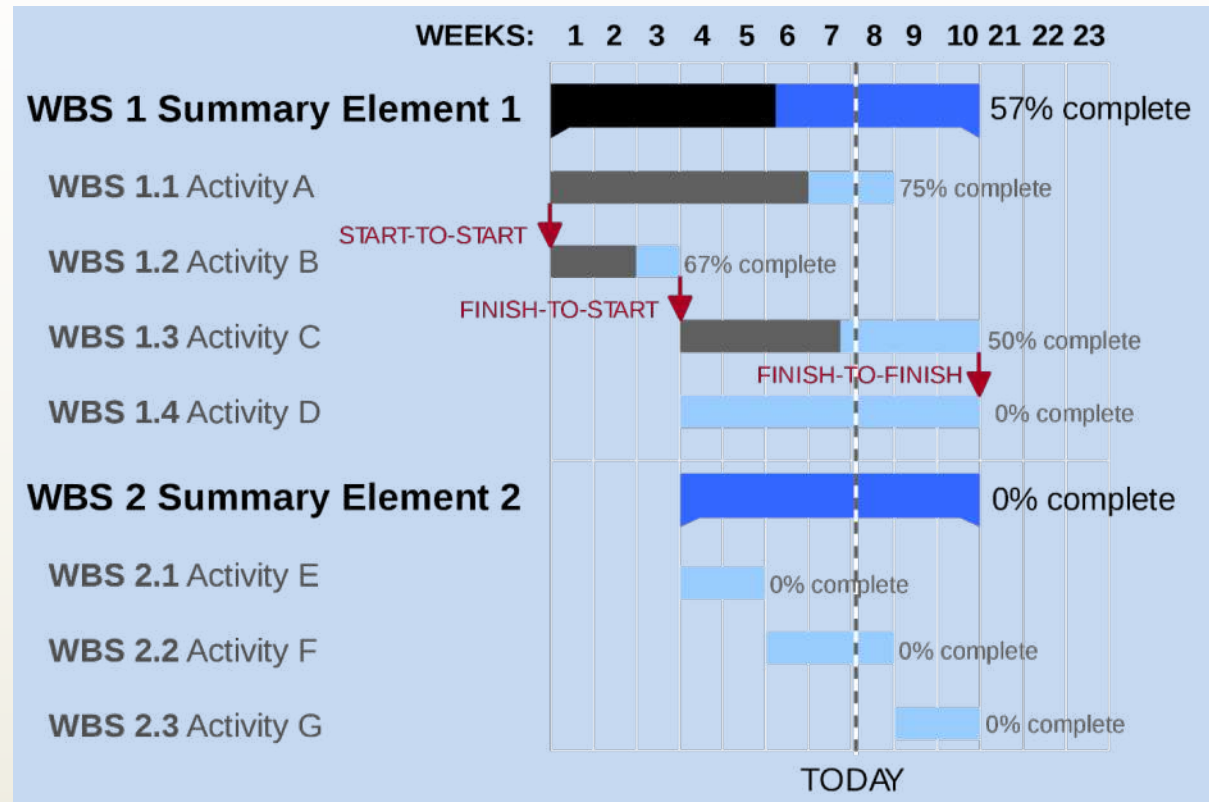 WEEKS: 1 2 3 4 5 6 7 8 9 10 21 22 23
WBS 1 Summary Element 1 57% complete
WBS 1.1 Activity A 75% complete
START-TO-START
WBS 1.2 Activity B 67% complete
FINISH-TO-START
WBS 1.3 Activity C 50% complete
FINISH-TO-FINISH
WBS 1.4 Activity D 0% complete
WBS 2 Summary Element 2 0% complete
WBS 2.1 Activity E 0% complete
WBS 2.2 Activity F 0% complete
WBS 2.3 Activity G 0% complete
TODAY